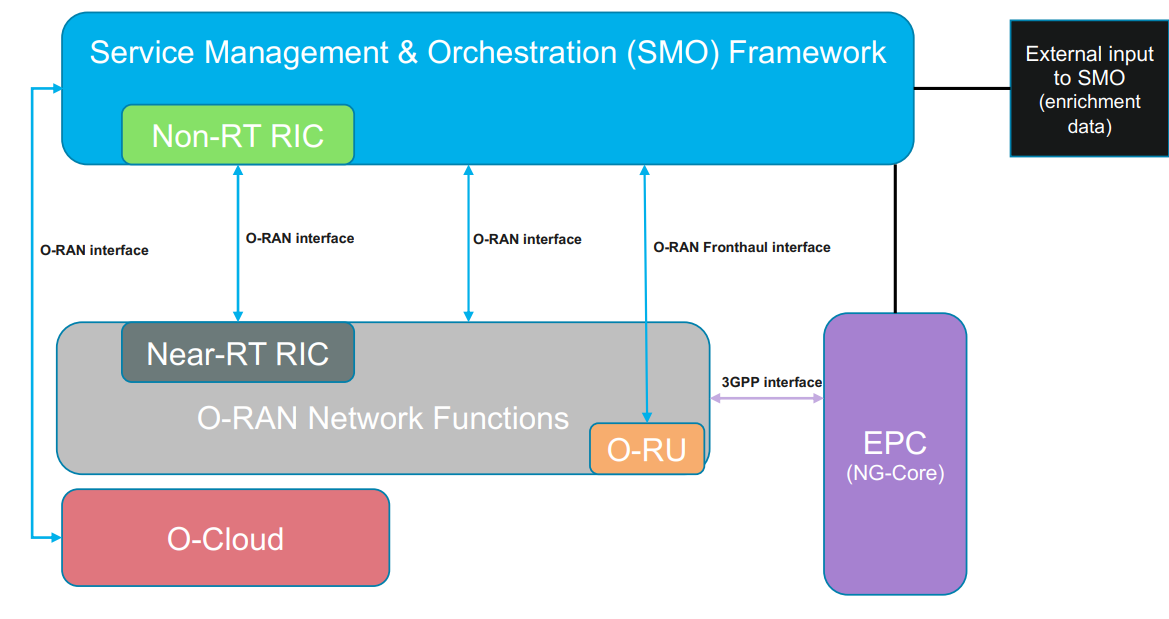 Service Management & Orchestration (SMO) Framework
External input
to SMO
(enrichment
data)
Non-RT RIC
O-RAN interface
O-RAN interface
O-RAN interface
O-RAN Fronthaul interface
Near-RT RIC
3GPP interface
O-RAN Network Functions
O-RU
EPC
(NG-Core)
O-Cloud